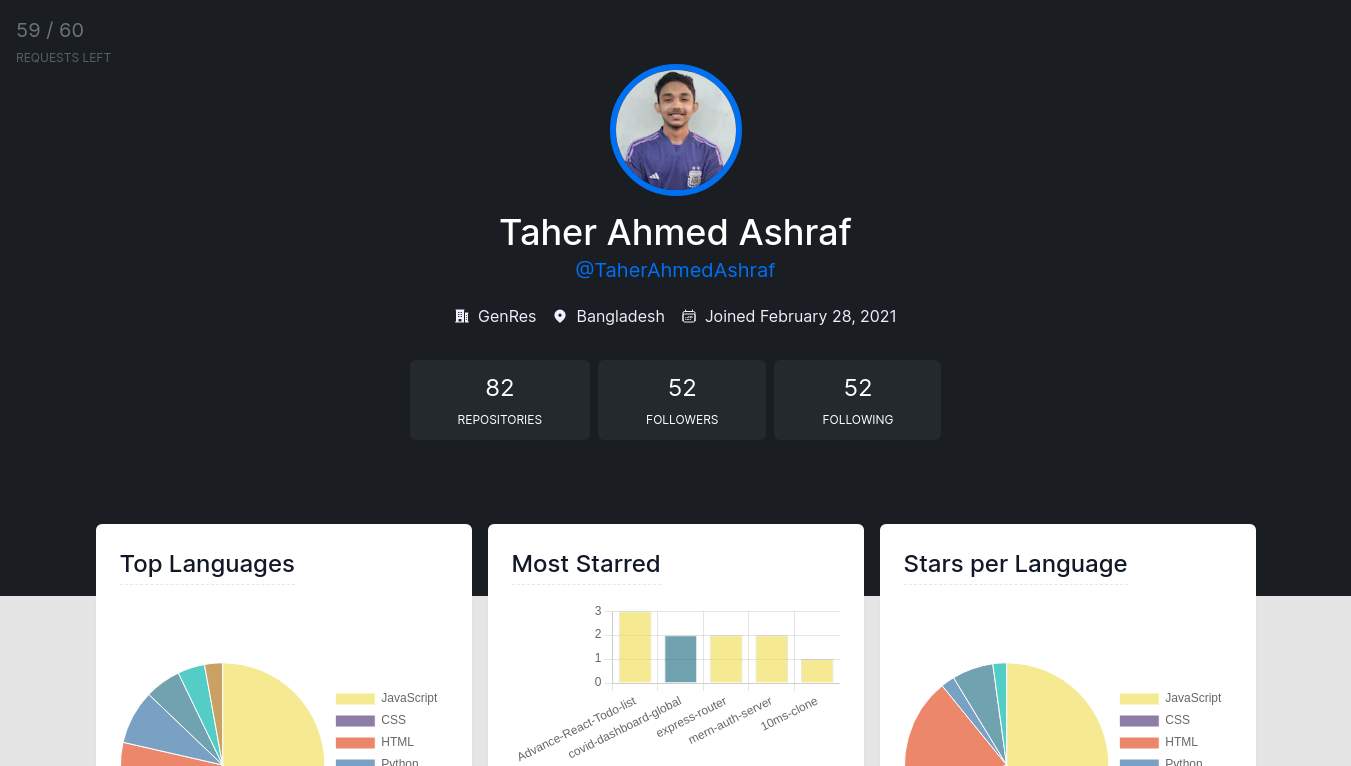 59 / 60
REQUESTS LEFT
Taher Ahmed Ashraf
@TaherAhmedAshraf
GenRes Bangladesh Joined February 28, 2021
82 52 52
REPOSITORIES FOLLOWERS FOLLOWING
Top Languages
JavaScript
CSS
HTML
Python
Most Starred
3
2
1
0
Advance-React-Todo-list
covid-dashboard-global
express-router
mern-auth-server
10ms-clone
Stars per Language
JavaScript
CSS
HTML
Python